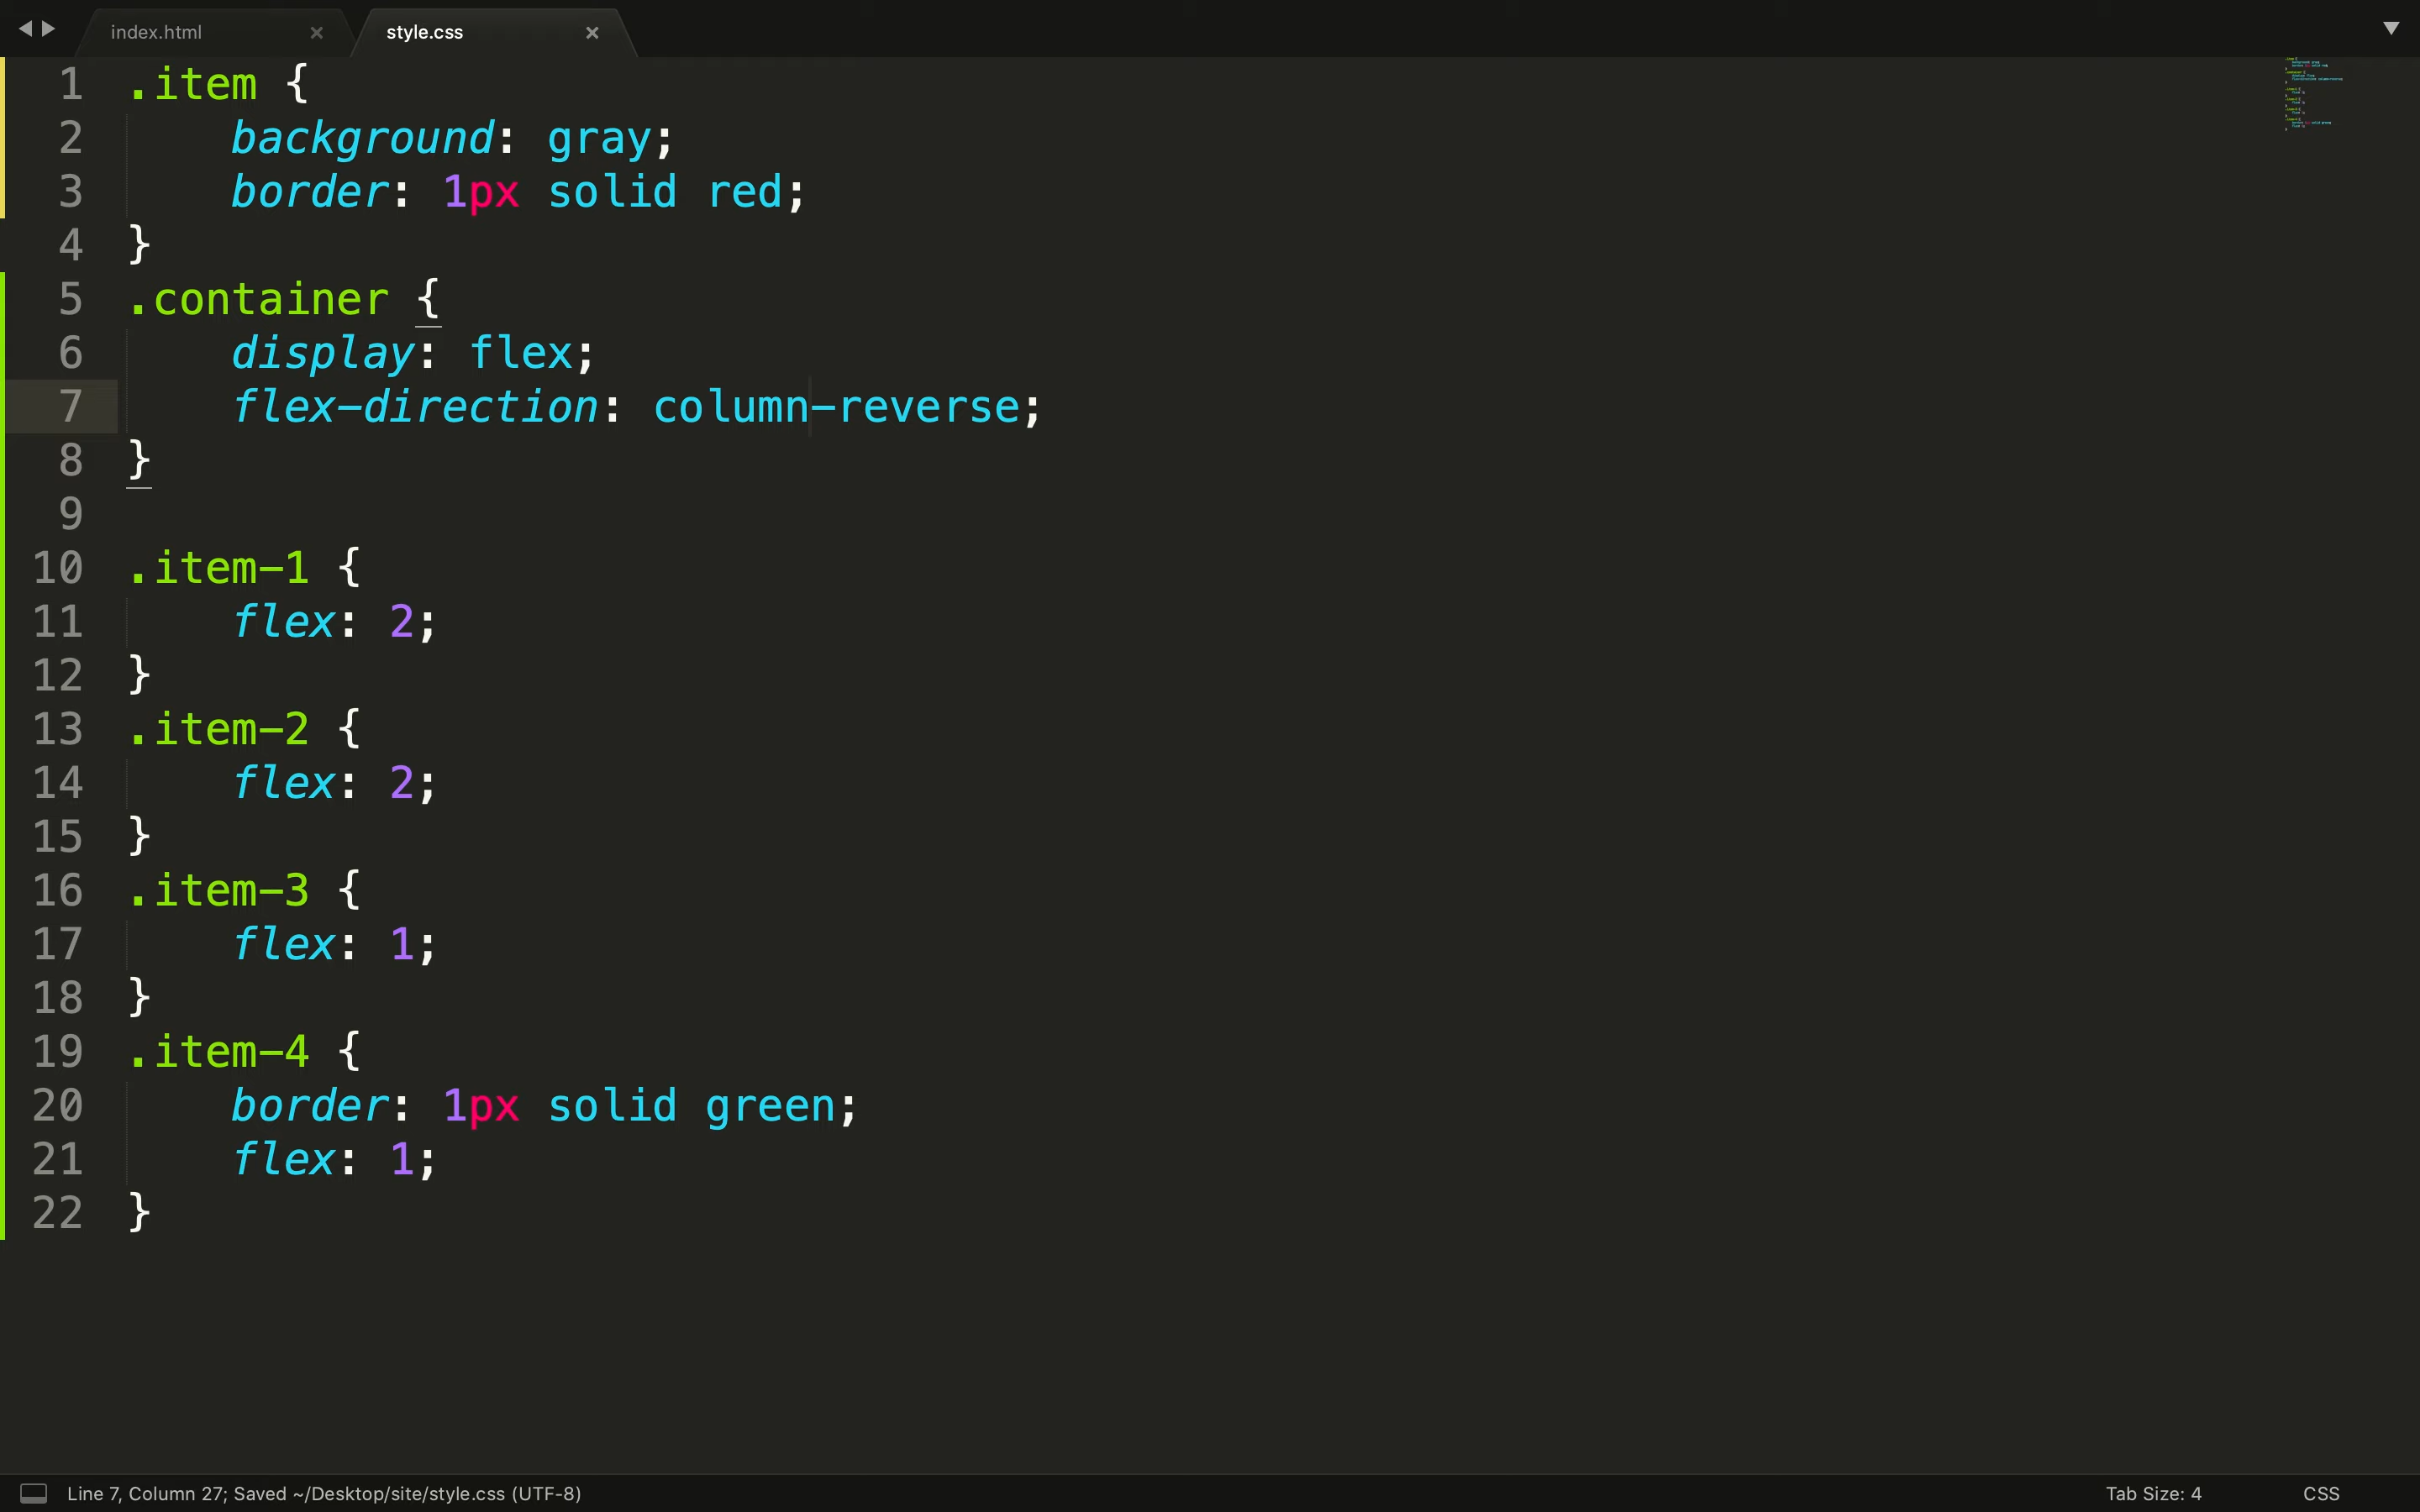 index.html × style.css ×
1 .item {
2     background: gray;
3     border: 1px solid red;
4 }
5 .container {
6     display: flex;
7     flex-direction: column-reverse;
8 }
9
10 .item-1 {
11     flex: 2;
12 }
13 .item-2 {
14     flex: 2;
15 }
16 .item-3 {
17     flex: 1;
18 }
19 .item-4 {
20     border: 1px solid green;
21     flex: 1;
22 }
Line 7, Column 27; Saved ~/Desktop/site/style.css (UTF-8) Tab Size: 4 CSS